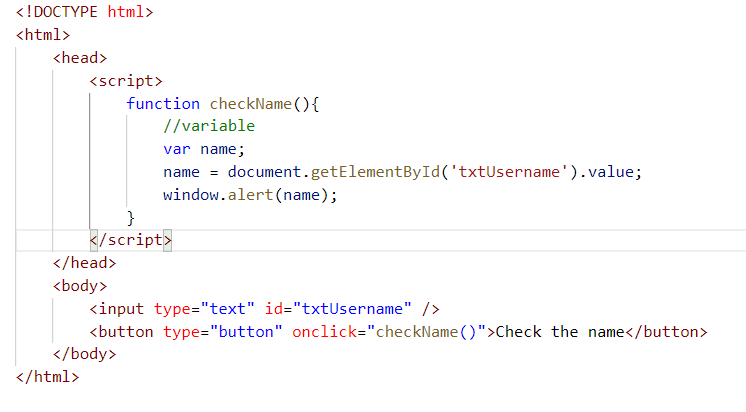 <!DOCTYPE html>
<html>
    <head>
        <script>
            function checkName(){
                //variable
                var name;
                name = document.getElementById('txtUsername').value;
                window.alert(name);
            }
        </script>
    </head>
    <body>
        <input type="text" id="txtUsername" />
        <button type="button" onclick="checkName()">Check the name</button>
    </body>
</html>